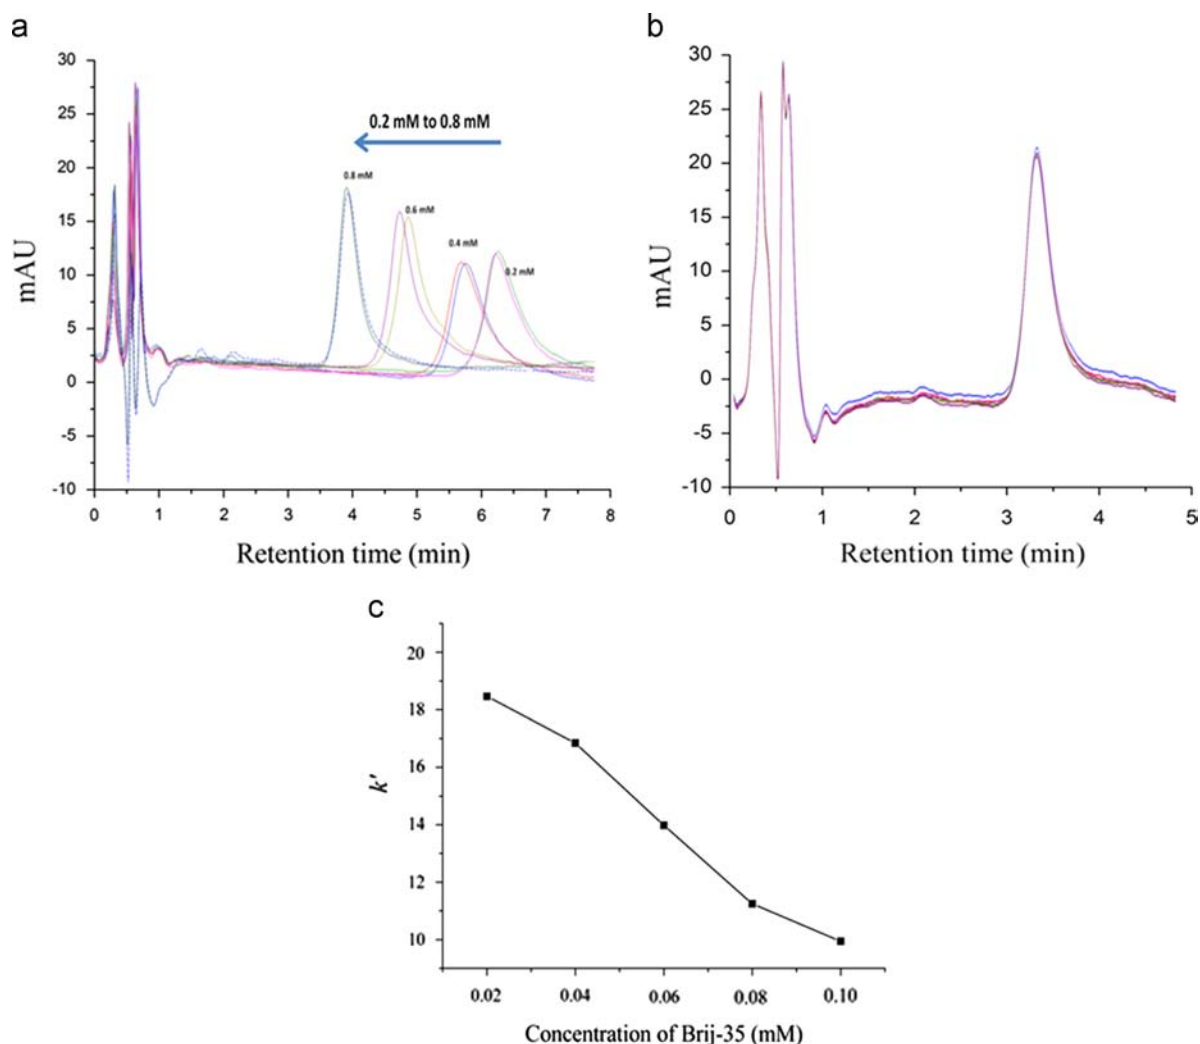 a
30
25
20
15
10
5
0
-5
-10
mAU
0.2 mM to 0.8 mM
0.8 mM
0.6 mM
0.4 mM
0.2 mM
0 1 2 3 4 5 6 7 8
Retention time (min)
b
30
25
20
15
10
5
0
-5
-10
mAU
0 1 2 3 4 5
Retention time (min)
c
20
18
16
14
12
10
k'
0.02 0.04 0.06 0.08 0.10
Concentration of Brij-35 (mM)